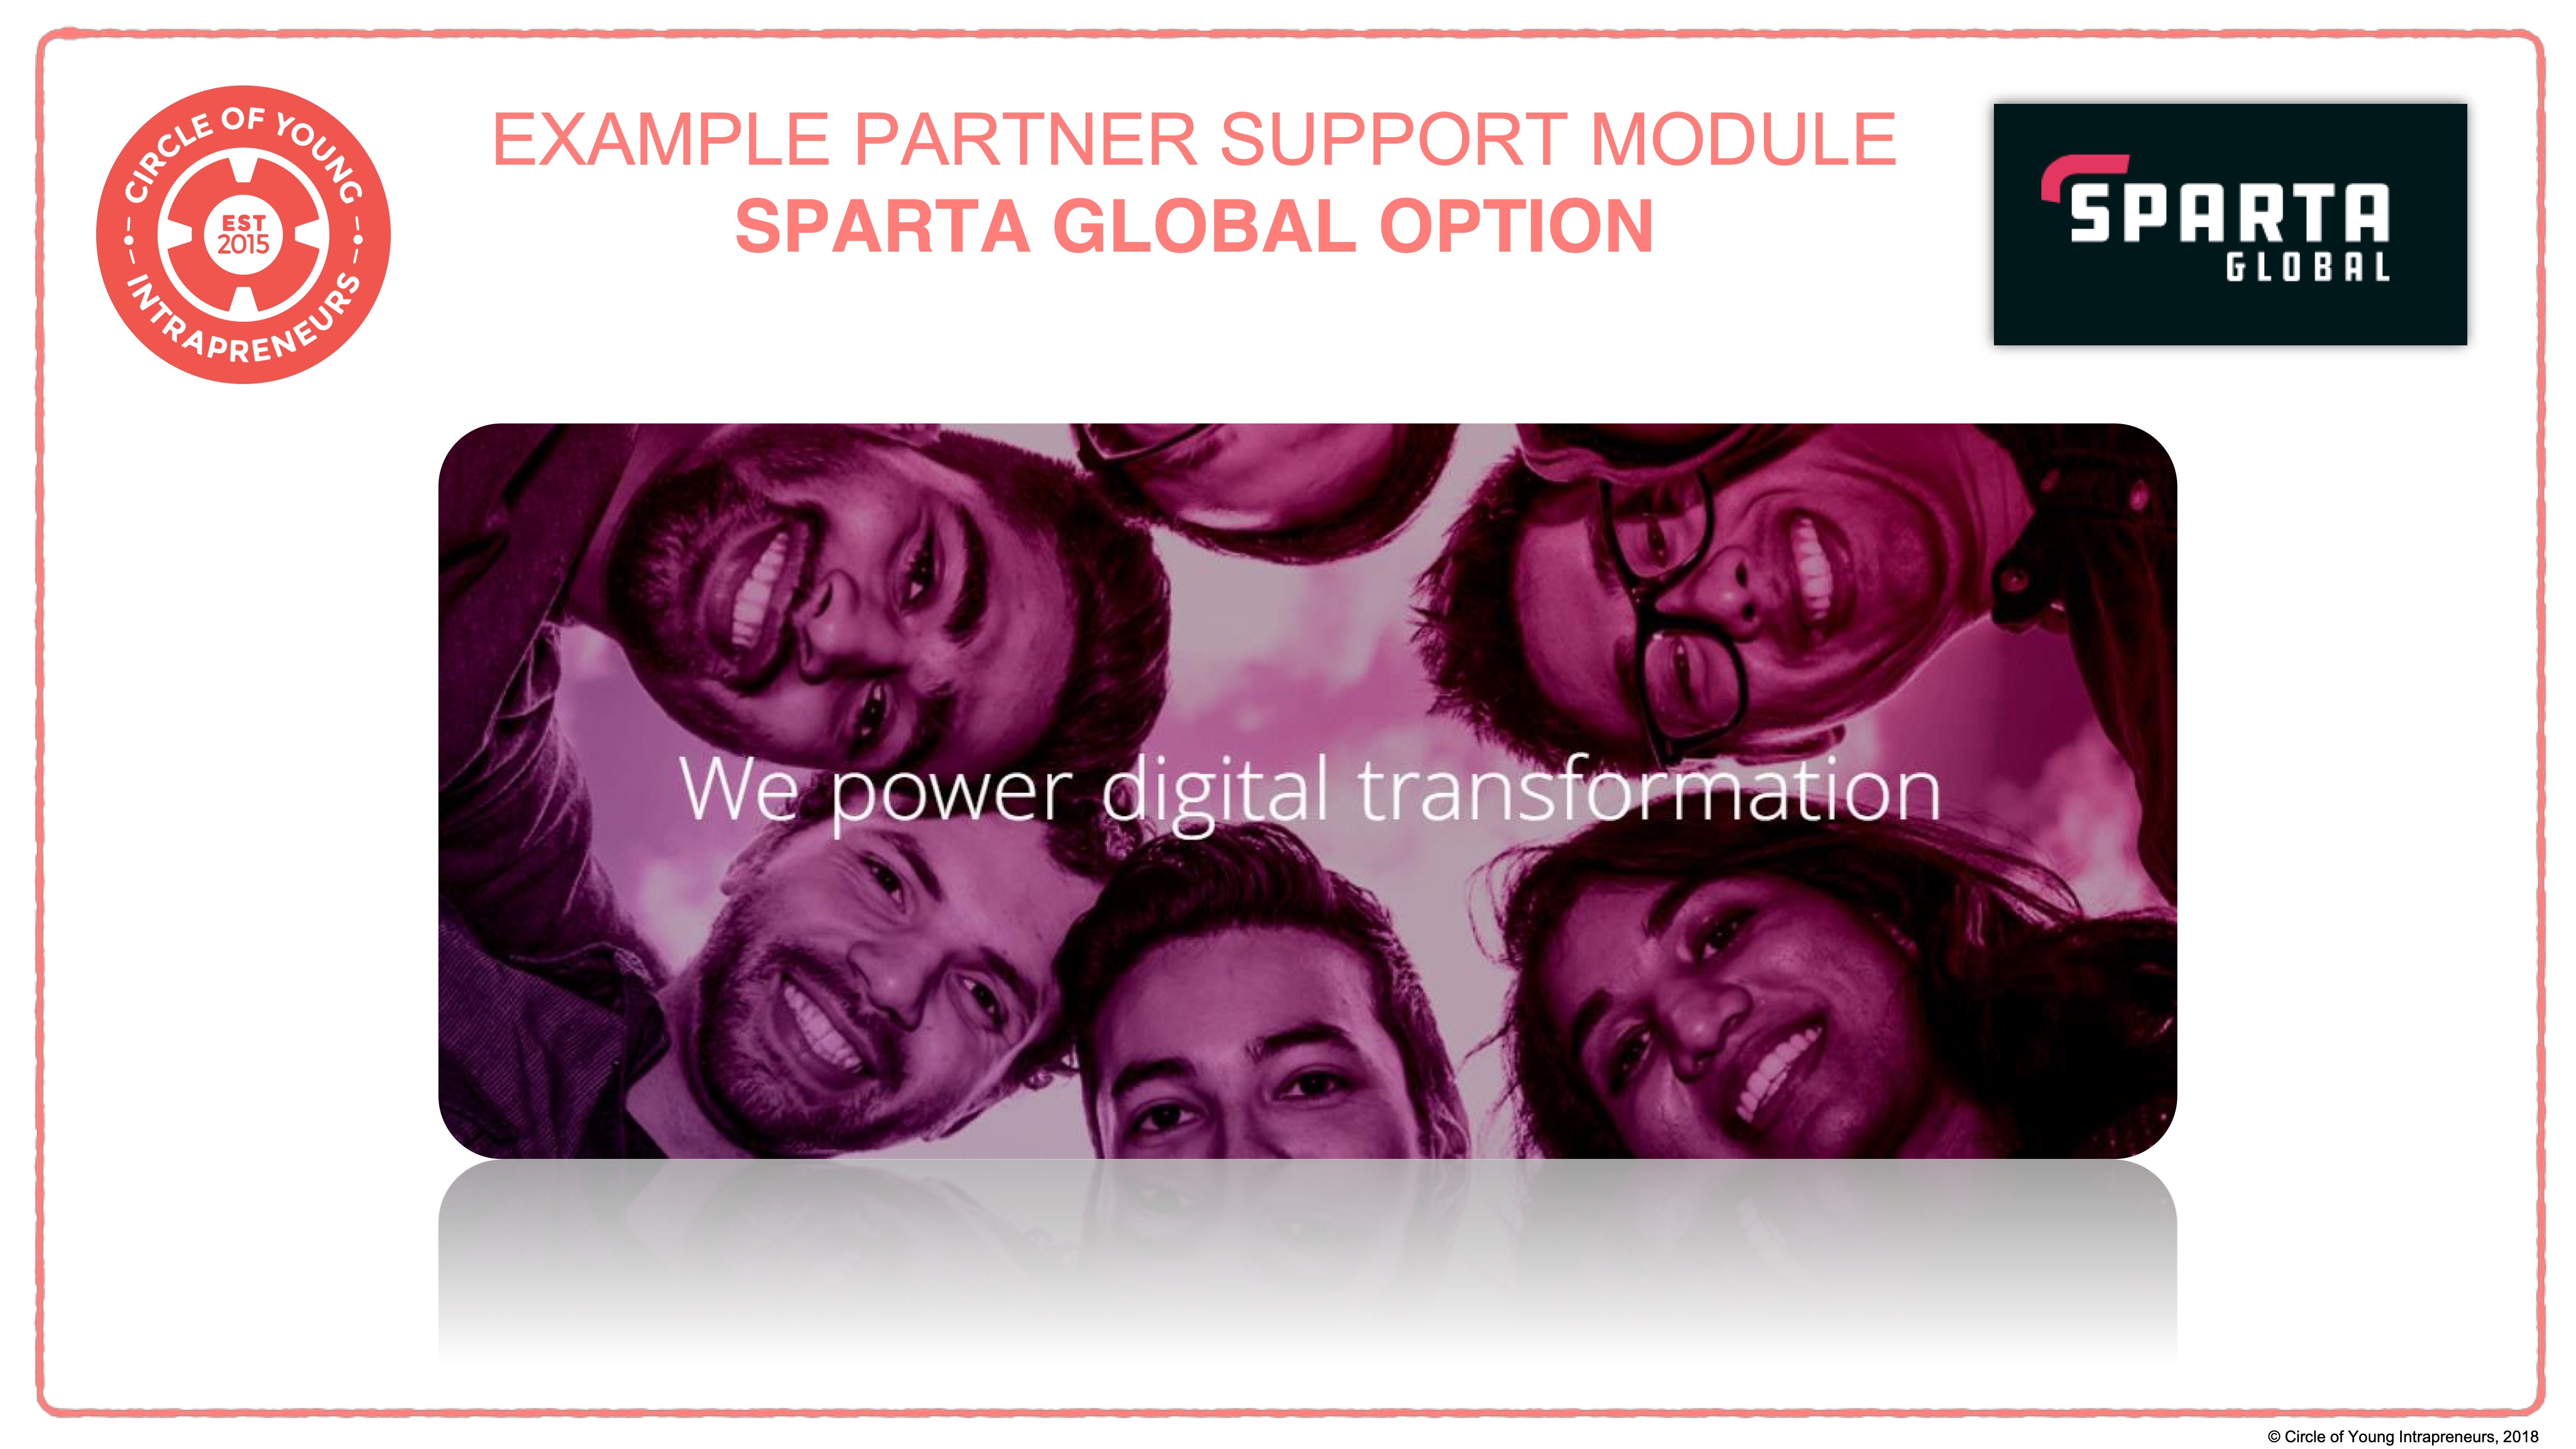 CIRCLE OF YOUNG
EST
2015
INTRAPRENEURS
EXAMPLE PARTNER SUPPORT MODULE
SPARTA GLOBAL OPTION
SPARTA
GLOBAL
We power digital transformation
© Circle of Young Intrapreneurs, 2018